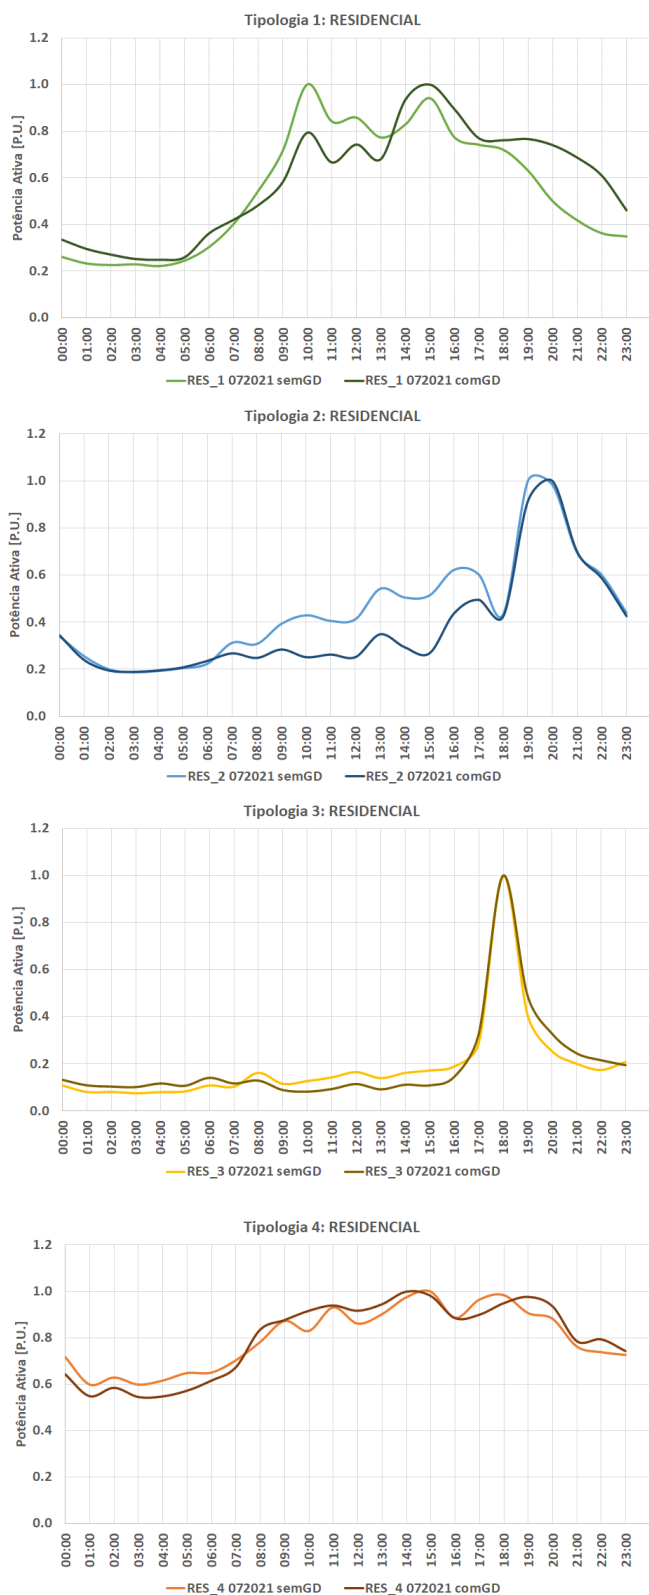 Tipologia 1: RESIDENCIAL
Potência Ativa [P.U.]
1.2
1.0
0.8
0.6
0.4
0.2
0.0
00:00 01:00 02:00 03:00 04:00 05:00 06:00 07:00 08:00 09:00 10:00 11:00 12:00 13:00 14:00 15:00 16:00 17:00 18:00 19:00 20:00 21:00 22:00 23:00
RES_1 072021 semGD RES_1 072021 comGD
Tipologia 2: RESIDENCIAL
Potência Ativa [P.U.]
1.2
1.0
0.8
0.6
0.4
0.2
0.0
00:00 01:00 02:00 03:00 04:00 05:00 06:00 07:00 08:00 09:00 10:00 11:00 12:00 13:00 14:00 15:00 16:00 17:00 18:00 19:00 20:00 21:00 22:00 23:00
RES_2 072021 semGD RES_2 072021 comGD
Tipologia 3: RESIDENCIAL
Potência Ativa [P.U.]
1.2
1.0
0.8
0.6
0.4
0.2
0.0
00:00 01:00 02:00 03:00 04:00 05:00 06:00 07:00 08:00 09:00 10:00 11:00 12:00 13:00 14:00 15:00 16:00 17:00 18:00 19:00 20:00 21:00 22:00 23:00
RES_3 072021 semGD RES_3 072021 comGD
Tipologia 4: RESIDENCIAL
Potência Ativa [P.U.]
1.2
1.0
0.8
0.6
0.4
0.2
0.0
00:00 01:00 02:00 03:00 04:00 05:00 06:00 07:00 08:00 09:00 10:00 11:00 12:00 13:00 14:00 15:00 16:00 17:00 18:00 19:00 20:00 21:00 22:00 23:00
RES_4 072021 semGD RES_4 072021 comGD